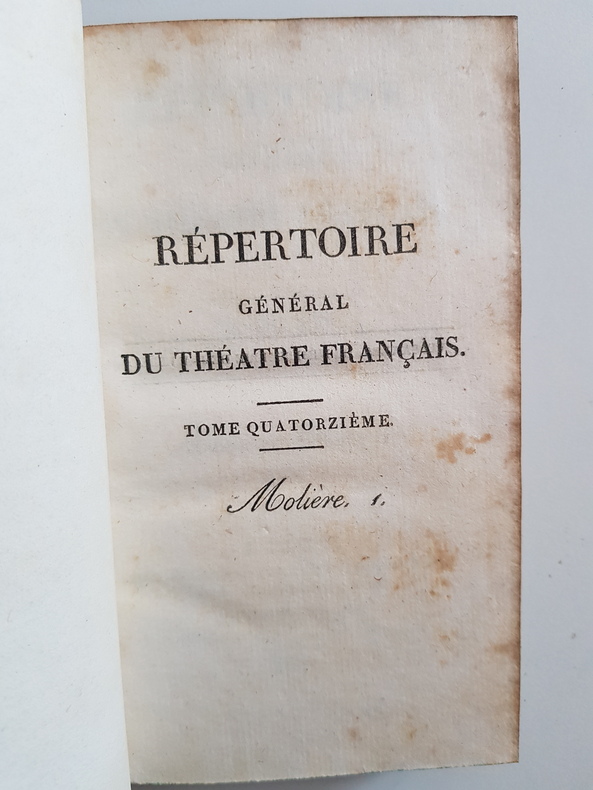 RÉPERTOIRE
GÉNÉRAL
DU THÉATRE FRANÇAIS.
TOME QUATORZIÈME.
Molière. 1.